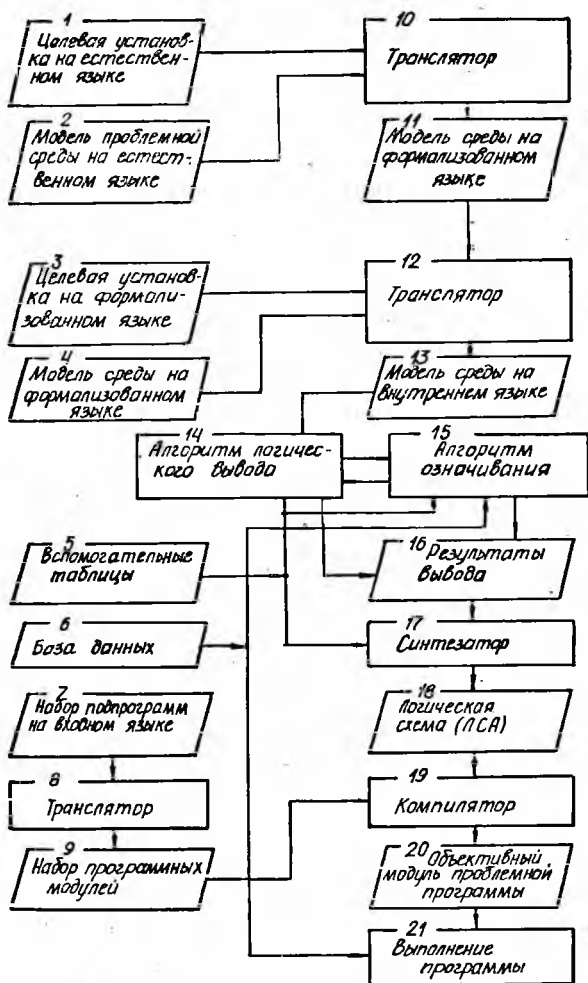 1
Целевая установ-
ка на естествен-
ном языке
10
Транслятор
2
Модель проблемной
среды на естест-
венном языке
11
Модель среды на
формализованном
языке
3
Целевая установ-
ка на формали-
зованном языке
12
Транслятор
4
Модель среды на
формализованном
языке
13
Модель среды на
внутреннем языке
14
Алгоритм логичес-
кого вывода
15
Алгоритм
означивания
5
Вспомогательные
таблицы
16 Результаты
вывода
6
База данных
17
Синтезатор
7
Набор подпрограмм
на входном языке
18
Логическая
схема (ЛСА)
8
Транслятор
19
Компилятор
9
Набор программных
модулей
20 Объективный
модуль проблемной
программы
21
Выполнение
программы